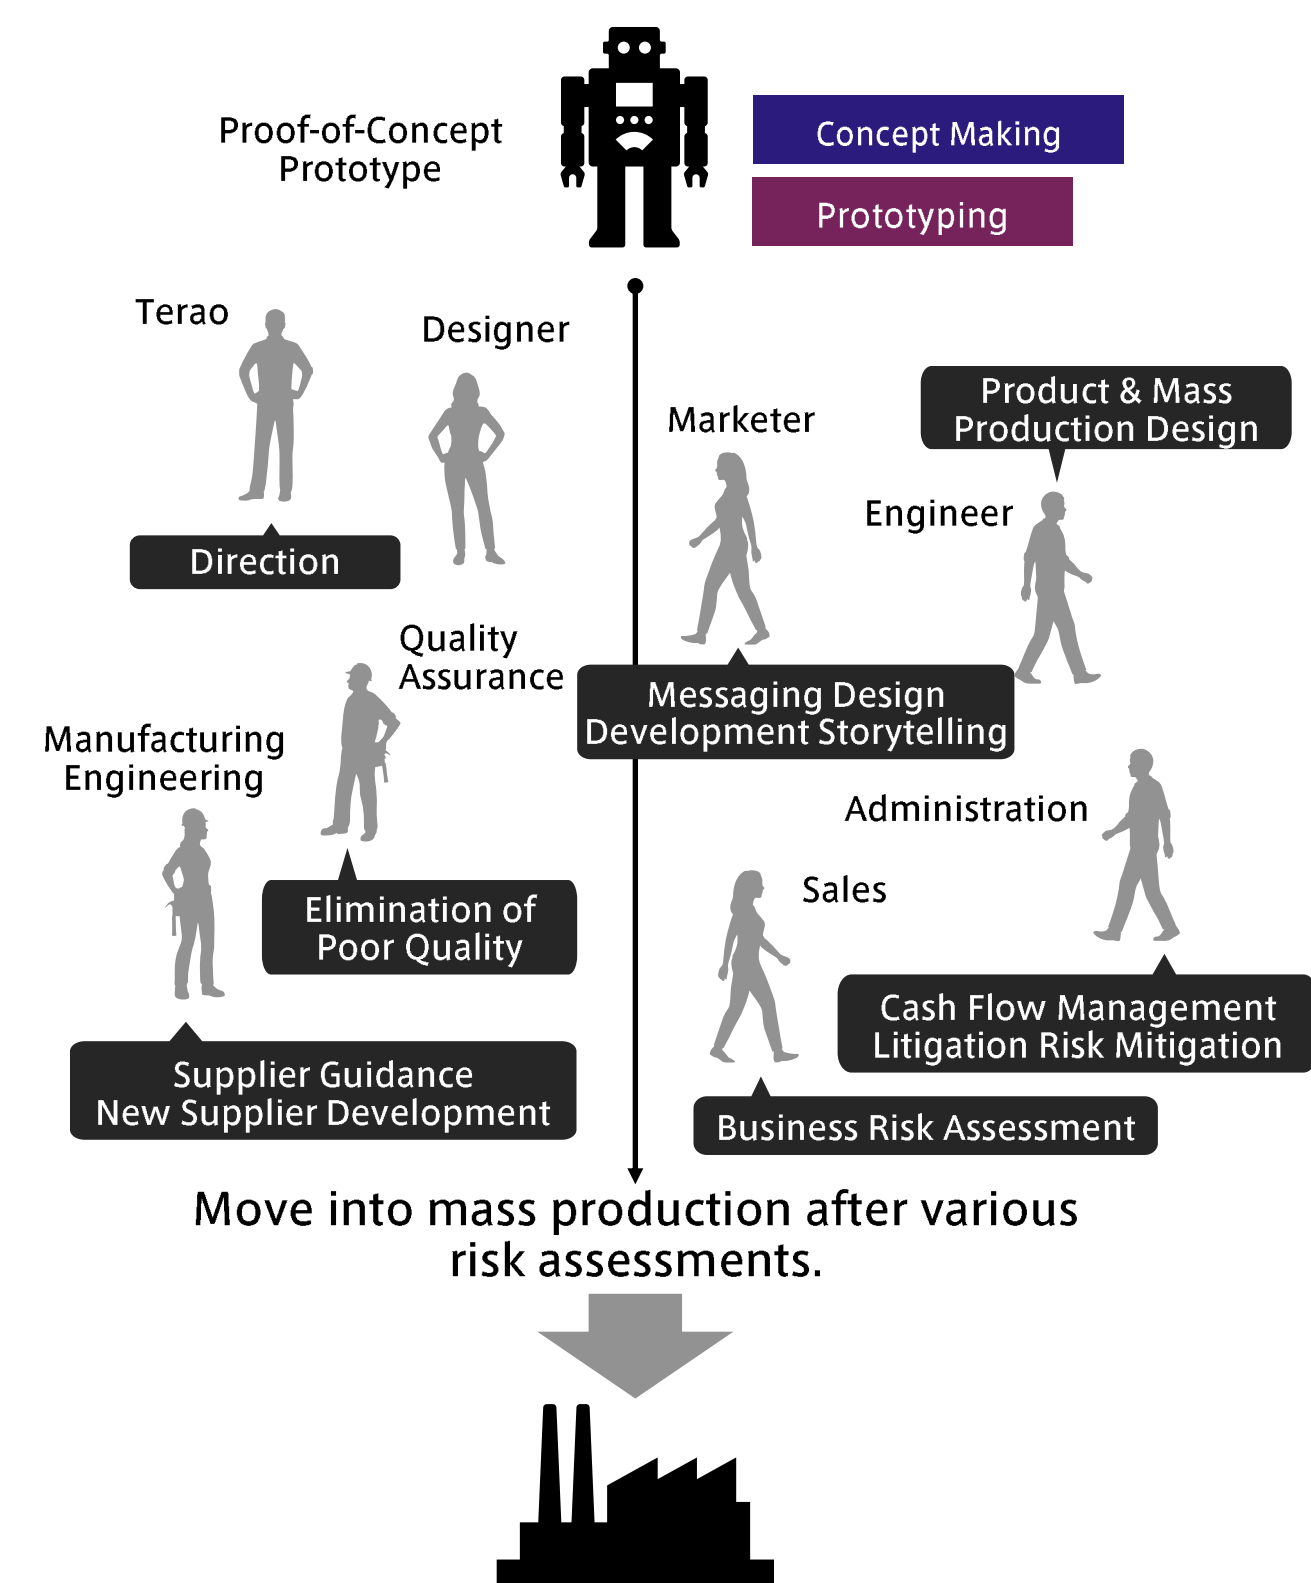 Proof-of-Concept
Prototype
Concept Making
Prototyping
Terao
Designer
Direction
Marketer
Product & Mass
Production Design
Engineer
Quality
Assurance
Messaging Design
Development Storytelling
Manufacturing
Engineering
Elimination of
Poor Quality
Administration
Sales
Cash Flow Management
Litigation Risk Mitigation
Supplier Guidance
New Supplier Development
Business Risk Assessment
Move into mass production after various
risk assessments.